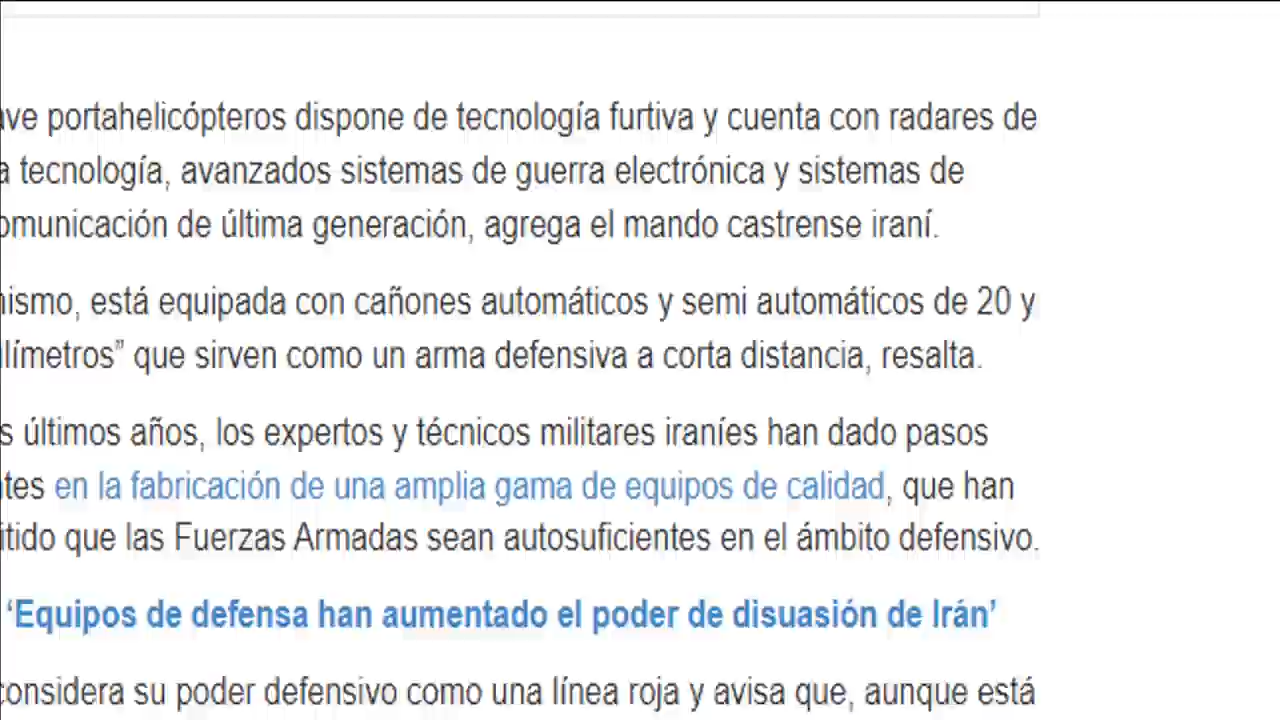 ve portahelicópteros dispone de tecnología furtiva y cuenta con radares de
a tecnología, avanzados sistemas de guerra electrónica y sistemas de
omunicación de última generación, agrega el mando castrense iraní.
ismo, está equipada con cañones automáticos y semi automáticos de 20 y
límetros” que sirven como un arma defensiva a corta distancia, resalta.
s últimos años, los expertos y técnicos militares iraníes han dado pasos
tes en la fabricación de una amplia gama de equipos de calidad, que han
itido que las Fuerzas Armadas sean autosuficientes en el ámbito defensivo.
‘Equipos de defensa han aumentado el poder de disuasión de Irán’
considera su poder defensivo como una línea roja y avisa que, aunque está